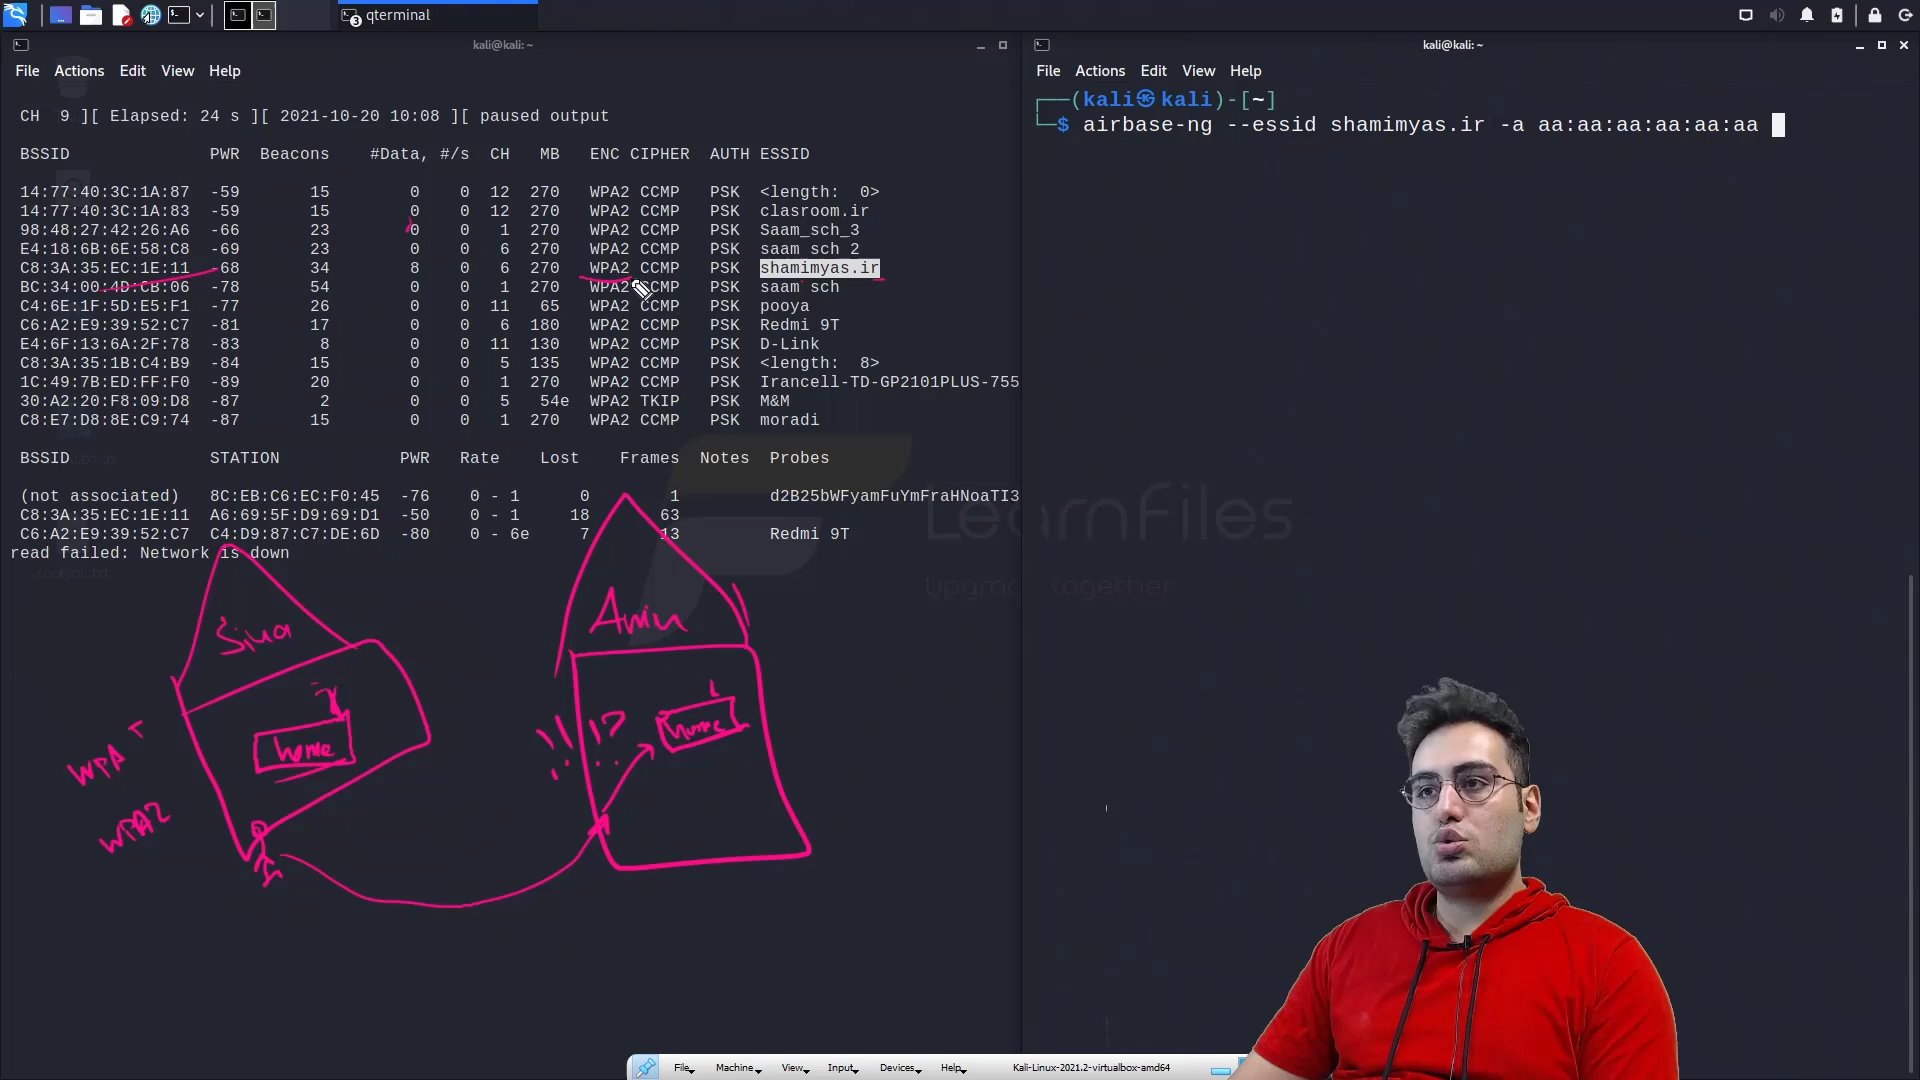 qterminal
3
kali@kali: ~
File Actions Edit View Help
CH 9 ][ Elapsed: 24 s ][ 2021-10-20 10:08 ][ paused output
BSSID PWR Beacons #Data, #/s CH MB ENC CIPHER AUTH ESSID
14:77:40:3C:1A:87 -59 15 0 0 12 270 WPA2 CCMP PSK <length: 0>
14:77:40:3C:1A:83 -59 15 0 0 12 270 WPA2 CCMP PSK clasroom.ir
98:48:27:42:26:A6 -66 23 0 0 1 270 WPA2 CCMP PSK Saam_sch_3
E4:18:6B:6E:58:C8 -69 23 0 0 6 270 WPA2 CCMP PSK saam sch 2
C8:3A:35:EC:1E:11 -68 34 8 0 6 270 WPA2 CCMP PSK shamimyas.ir
BC:34:00:4D:CB:06 -78 54 0 0 1 270 WPA2 CCMP PSK saam sch
C4:6E:1F:5D:E5:F1 -77 26 0 0 11 65 WPA2 CCMP PSK pooya
C6:A2:E9:39:52:C7 -81 17 0 0 6 180 WPA2 CCMP PSK Redmi 9T
E4:6F:13:6A:2F:78 -83 8 0 0 11 130 WPA2 CCMP PSK D-Link
C8:3A:35:1B:C4:B9 -84 15 0 0 5 135 WPA2 CCMP PSK <length: 8>
1C:49:7B:ED:FF:F0 -89 20 0 0 1 270 WPA2 CCMP PSK Irancell-TD-GP2101PLUS-755
30:A2:20:F8:09:D8 -87 2 0 0 5 54e WPA2 TKIP PSK M&M
C8:E7:D8:8E:C9:74 -87 15 0 0 1 270 WPA2 CCMP PSK moradi
BSSID STATION PWR Rate Lost Frames Notes Probes
(not associated) 8C:EB:C6:EC:F0:45 -76 0 - 1 0 1 d2B25bWFyamFuYmFraHNoaTI3
C8:3A:35:EC:1E:11 A6:69:5F:D9:69:D1 -50 0 - 1 18 63
C6:A2:E9:39:52:C7 C4:D9:87:C7:DE:6D -80 0 - 6e 7 13 Redmi 9T
read failed: Network is down
Sina
Amin
home
home
!! !?
WPA
WPA2
kali@kali: ~
File Actions Edit View Help
┌──(kali㉿kali)-[~]
└─$ airbase-ng --essid shamimyas.ir -a aa:aa:aa:aa:aa:aa
LearnFiles
Upgrade together
File Machine View Input Devices Help Kali-Linux-2021.2-virtualbox-amd64